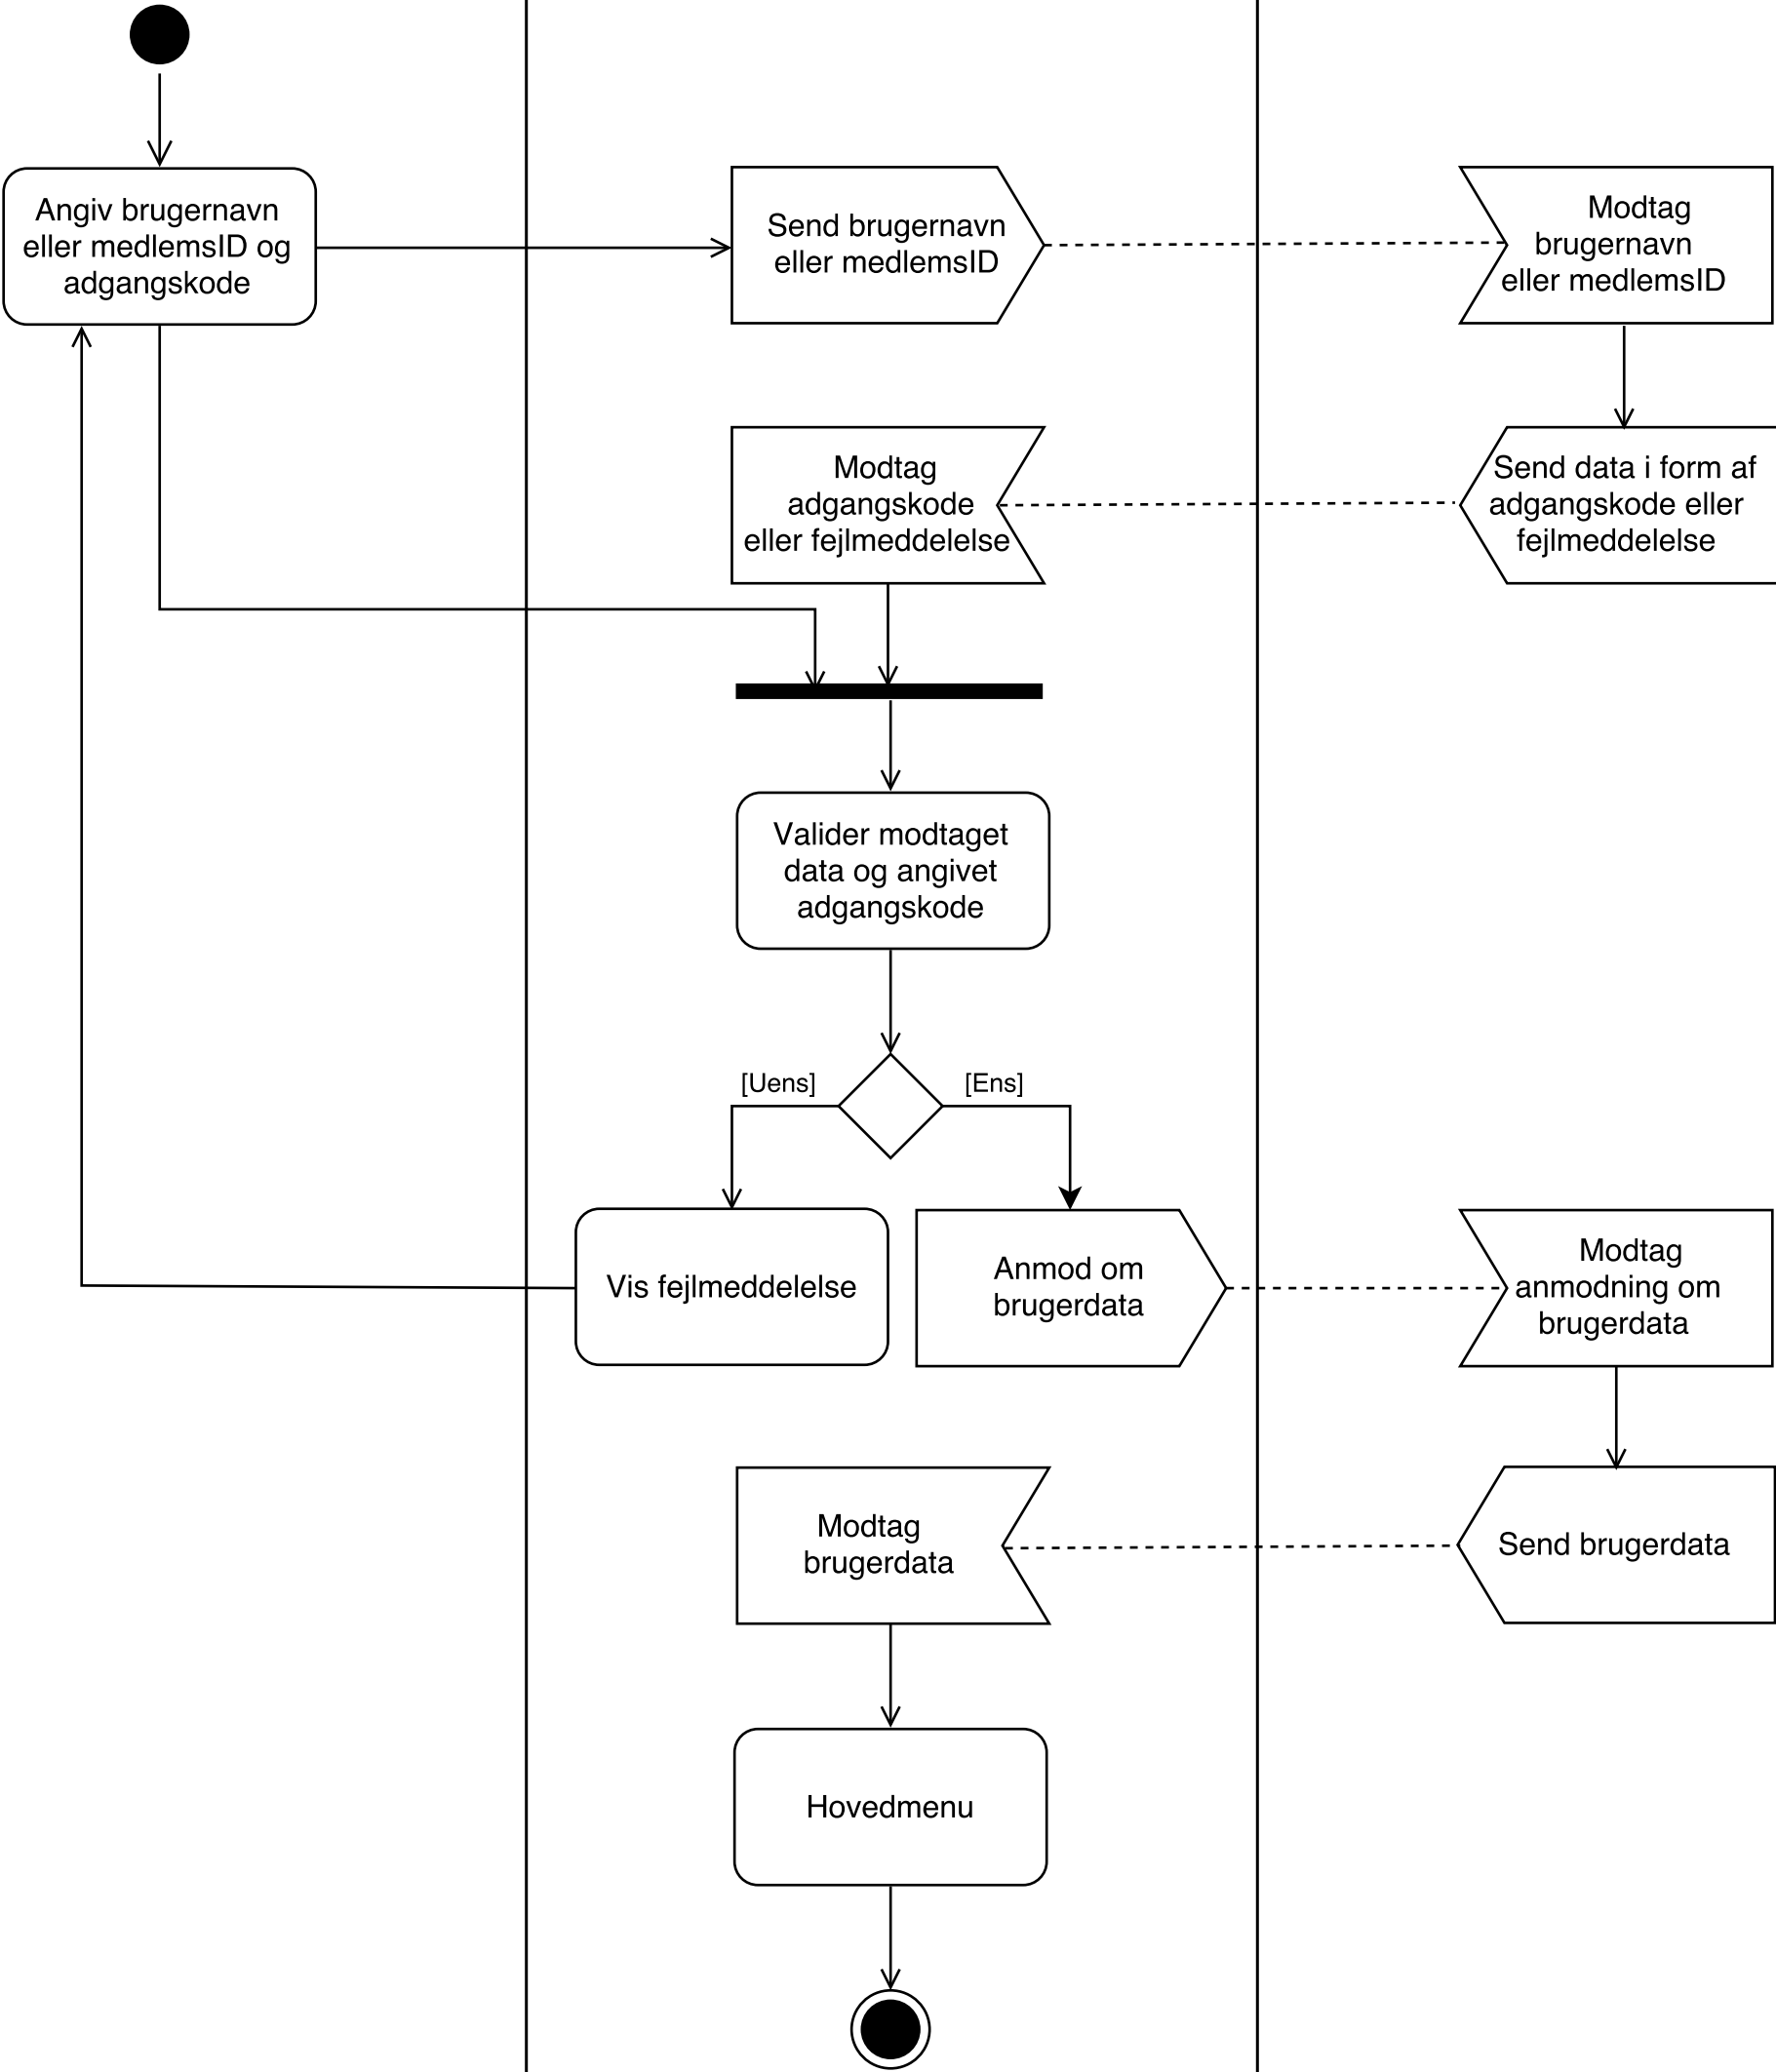 Angiv brugernavn
eller medlemsID og
adgangskode
Send brugernavn
eller medlemsID
Modtag
brugernavn
eller medlemsID
Modtag
adgangskode
eller fejlmeddelelse
Send data i form af
adgangskode eller
fejlmeddelelse
Valider modtaget
data og angivet
adgangskode
[Uens]
[Ens]
Vis fejlmeddelelse
Anmod om
brugerdata
Modtag
anmodning om
brugerdata
Modtag
brugerdata
Send brugerdata
Hovedmenu